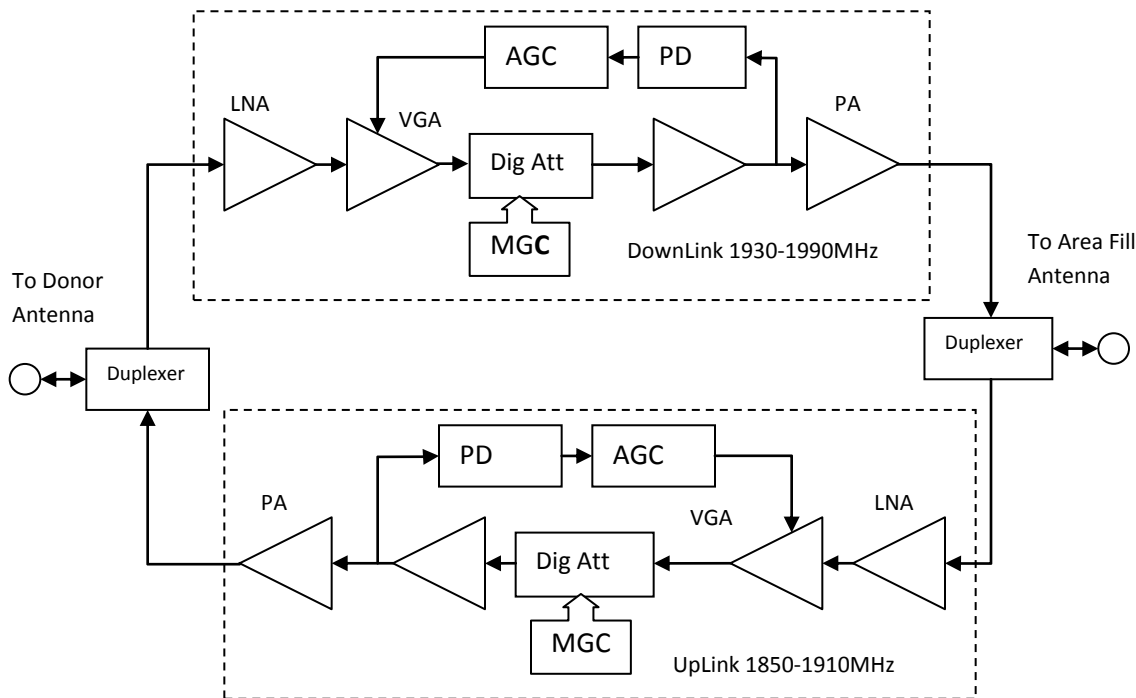 AGC
PD
LNA
VGA
PA
Dig Att
MGC
DownLink 1930-1990MHz
To Donor
Antenna
To Area Fill
Antenna
Duplexer
Duplexer
PD
AGC
PA
VGA
LNA
Dig Att
MGC
UpLink 1850-1910MHz